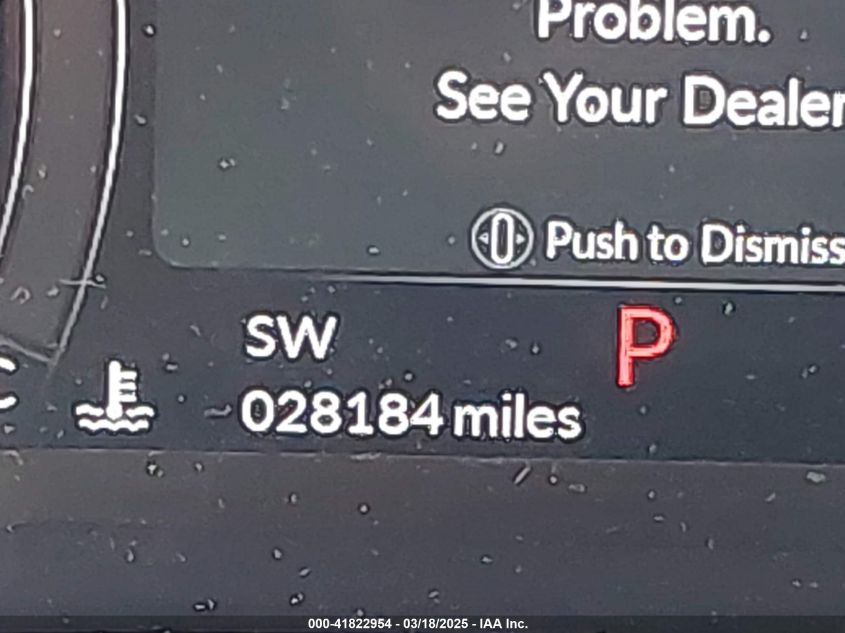 Problem.
See Your Dealer
Push to Dismiss
SW
P
028184 miles
C
000-41822954 - 03/18/2025 - IAA Inc.